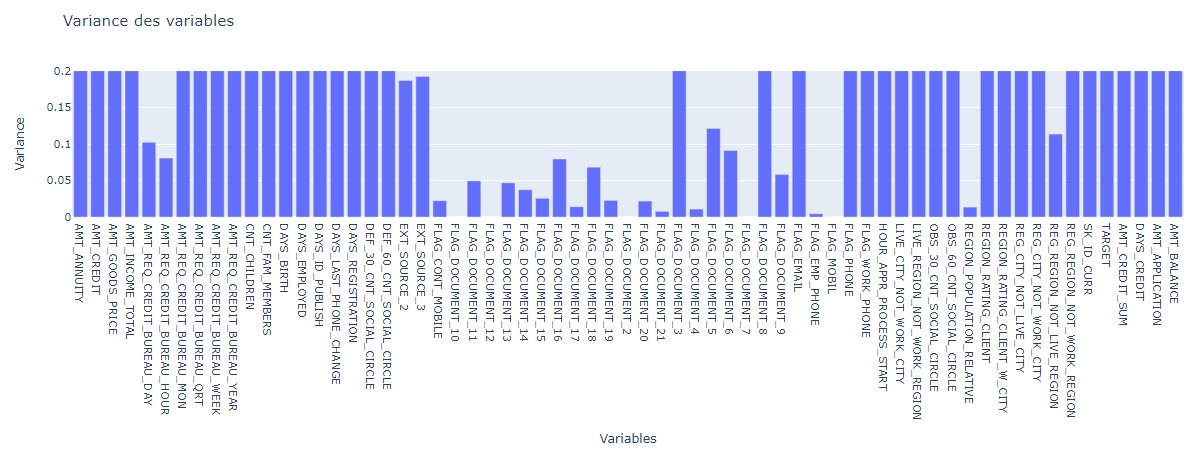 Variance des variables
Variance
0.2
0.15
0.1
0.05
0
AMT_ANNUITY
AMT_CREDIT
AMT_GOODS_PRICE
AMT_INCOME_TOTAL
AMT_REQ_CREDIT_BUREAU_DAY
AMT_REQ_CREDIT_BUREAU_HOUR
AMT_REQ_CREDIT_BUREAU_MON
AMT_REQ_CREDIT_BUREAU_QRT
AMT_REQ_CREDIT_BUREAU_WEEK
AMT_REQ_CREDIT_BUREAU_YEAR
CNT_CHILDREN
CNT_FAM_MEMBERS
DAYS_BIRTH
DAYS_EMPLOYED
DAYS_ID_PUBLISH
DAYS_LAST_PHONE_CHANGE
DAYS_REGISTRATION
DEF_30_CNT_SOCIAL_CIRCLE
DEF_60_CNT_SOCIAL_CIRCLE
EXT_SOURCE_2
EXT_SOURCE_3
FLAG_CONT_MOBILE
FLAG_DOCUMENT_10
FLAG_DOCUMENT_11
FLAG_DOCUMENT_12
FLAG_DOCUMENT_13
FLAG_DOCUMENT_14
FLAG_DOCUMENT_15
FLAG_DOCUMENT_16
FLAG_DOCUMENT_17
FLAG_DOCUMENT_18
FLAG_DOCUMENT_19
FLAG_DOCUMENT_2
FLAG_DOCUMENT_20
FLAG_DOCUMENT_21
FLAG_DOCUMENT_3
FLAG_DOCUMENT_4
FLAG_DOCUMENT_5
FLAG_DOCUMENT_6
FLAG_DOCUMENT_7
FLAG_DOCUMENT_8
FLAG_DOCUMENT_9
FLAG_EMAIL
FLAG_EMP_PHONE
FLAG_MOBIL
FLAG_PHONE
FLAG_WORK_PHONE
HOUR_APPR_PROCESS_START
LIVE_CITY_NOT_WORK_CITY
LIVE_REGION_NOT_WORK_REGION
OBS_30_CNT_SOCIAL_CIRCLE
OBS_60_CNT_SOCIAL_CIRCLE
REGION_POPULATION_RELATIVE
REGION_RATING_CLIENT
REGION_RATING_CLIENT_W_CITY
REG_CITY_NOT_LIVE_CITY
REG_CITY_NOT_WORK_CITY
REG_REGION_NOT_LIVE_REGION
REG_REGION_NOT_WORK_REGION
SK_ID_CURR
TARGET
AMT_CREDIT_SUM
DAYS_CREDIT
AMT_APPLICATION
AMT_BALANCE
Variables